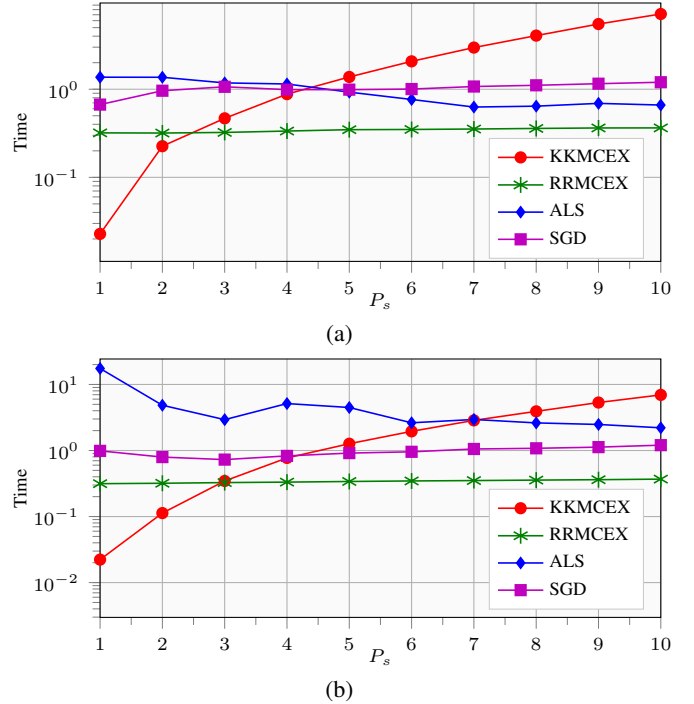 10^0
10^{-1}
Time
KKMCEX
RRMCEX
ALS
SGD
1 2 3 4 5 6 7 8 9 10
P_s
(a)
10^1
10^0
10^{-1}
10^{-2}
Time
KKMCEX
RRMCEX
ALS
SGD
1 2 3 4 5 6 7 8 9 10
P_s
(b)